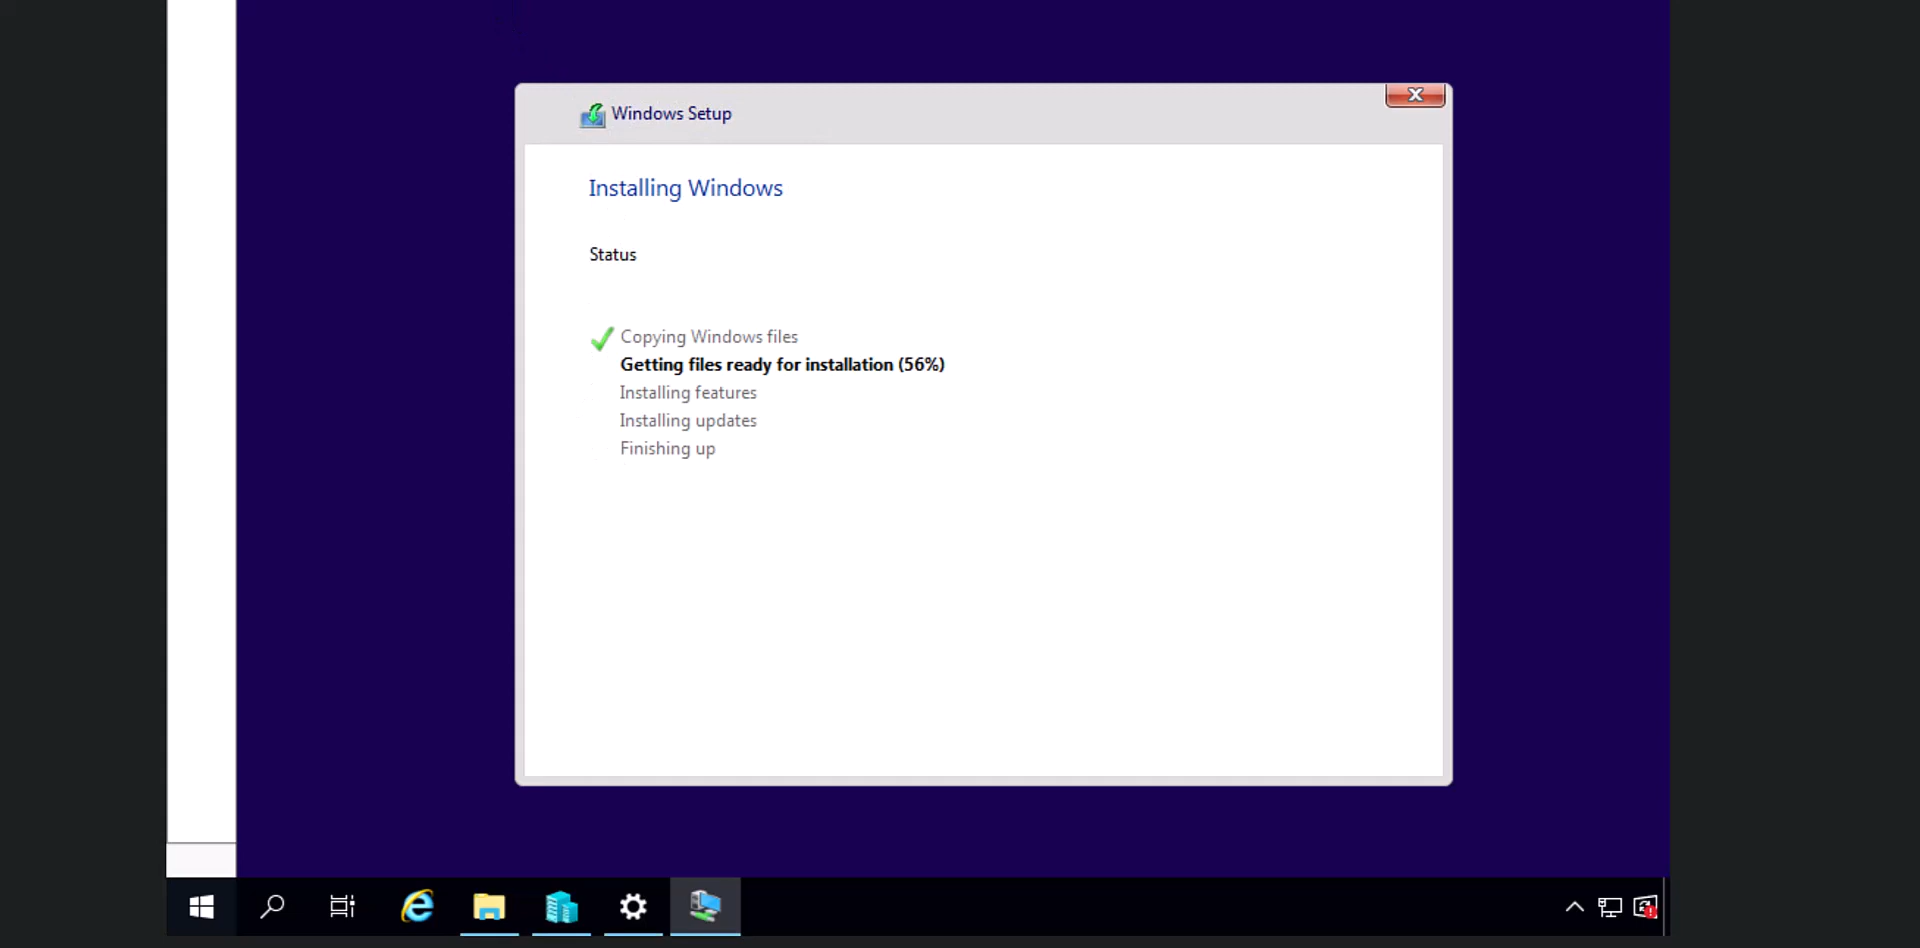 Windows Setup
Installing Windows
Status
Copying Windows files
Getting files ready for installation (56%)
Installing features
Installing updates
Finishing up